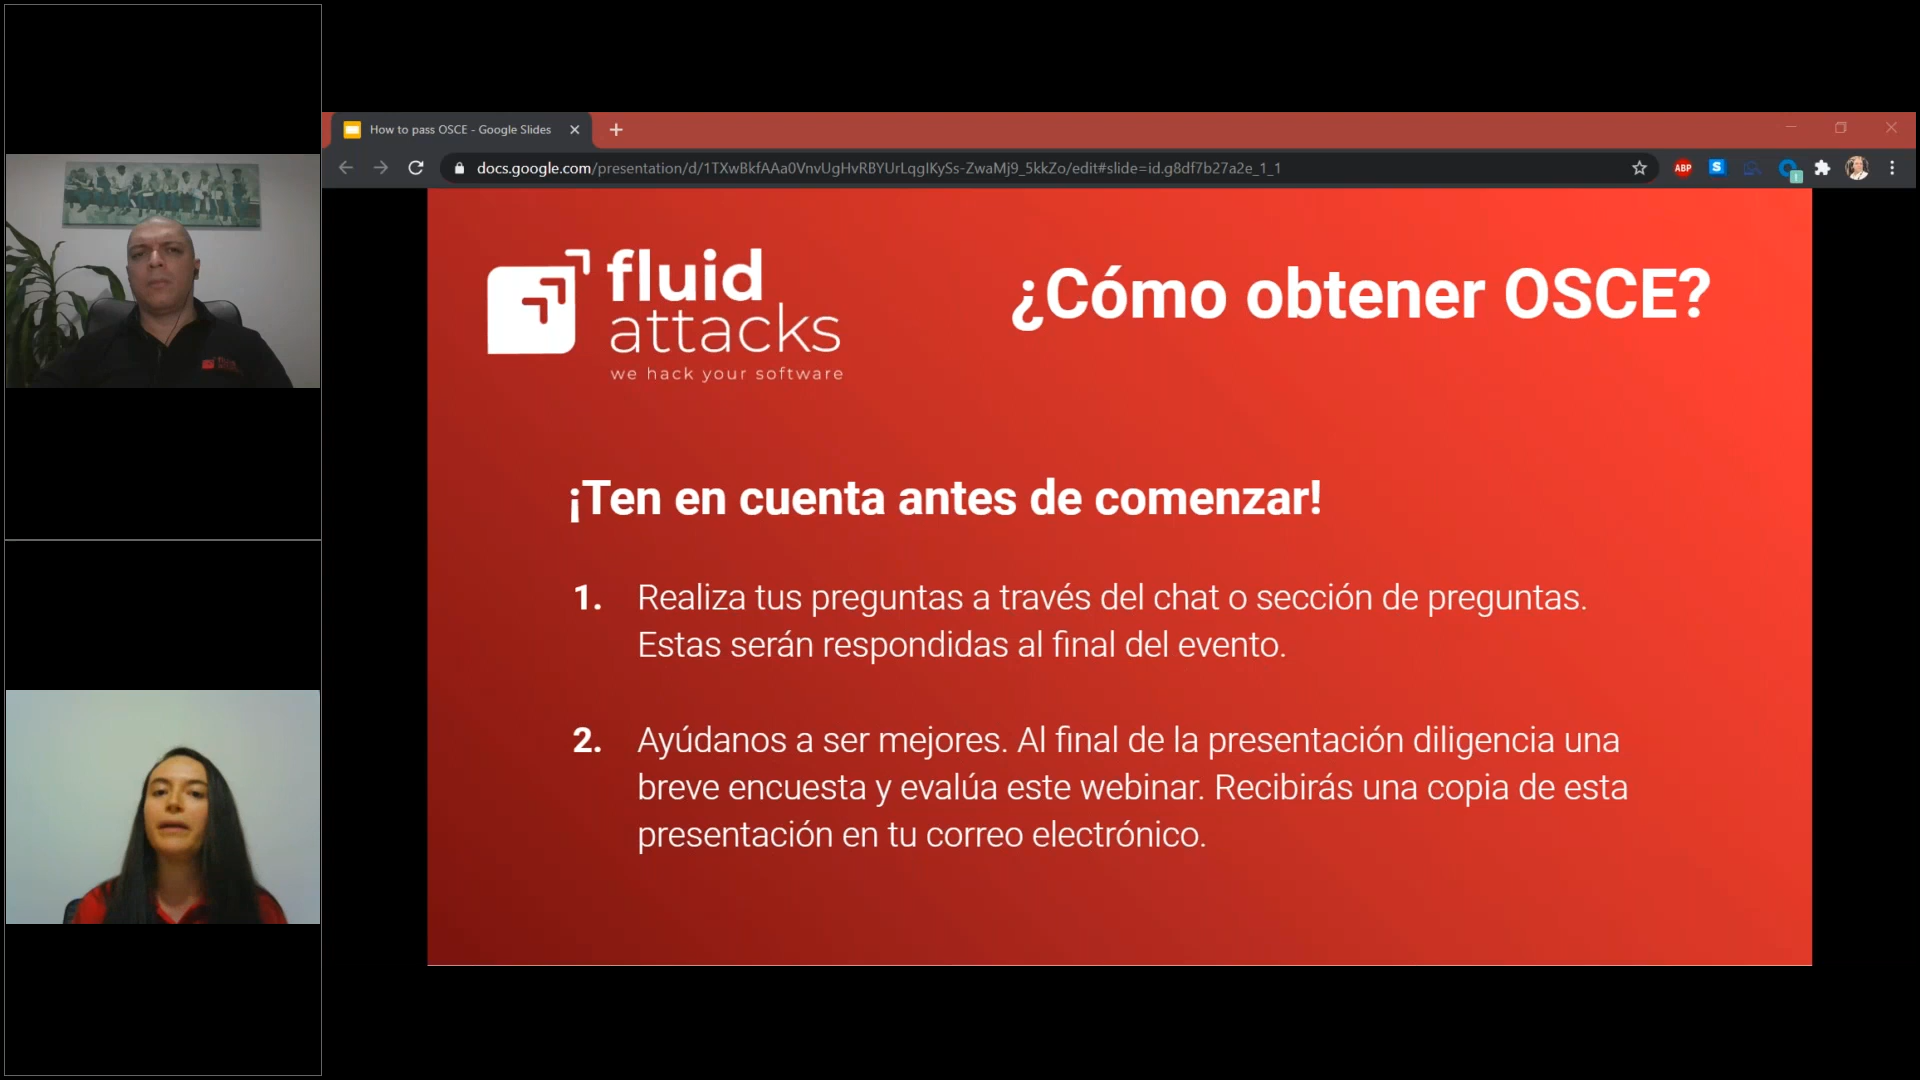 How to pass OSCE - Google Slides
docs.google.com/presentation/d/1TXwBkfAAa0VnvUgHvRBYUrLqgIKySs-ZwaMj9_5kkZo/edit#slide=id.g8df7b27a2e_1_1
ABP
S
fluid
attacks
we hack your software
¿Cómo obtener OSCE?
¡Ten en cuenta antes de comenzar!
1. Realiza tus preguntas a través del chat o sección de preguntas.
Estas serán respondidas al final del evento.
2. Ayúdanos a ser mejores. Al final de la presentación diligencia una
breve encuesta y evalúa este webinar. Recibirás una copia de esta
presentación en tu correo electrónico.